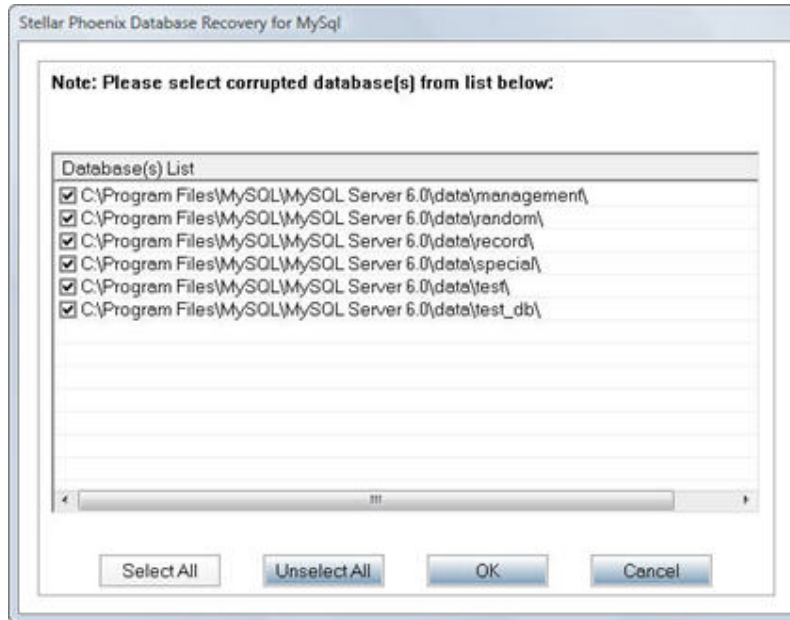 Stellar Phoenix Database Recovery for MySql
Note: Please select corrupted database(s) from list below:
Database(s) List
C:\Program Files\MySQL\MySQL Server 6.0\data\management\
C:\Program Files\MySQL\MySQL Server 6.0\data\random\
C:\Program Files\MySQL\MySQL Server 6.0\data\record\
C:\Program Files\MySQL\MySQL Server 6.0\data\special\
C:\Program Files\MySQL\MySQL Server 6.0\data\test\
C:\Program Files\MySQL\MySQL Server 6.0\data\test_db\
Select All Unselect All OK Cancel